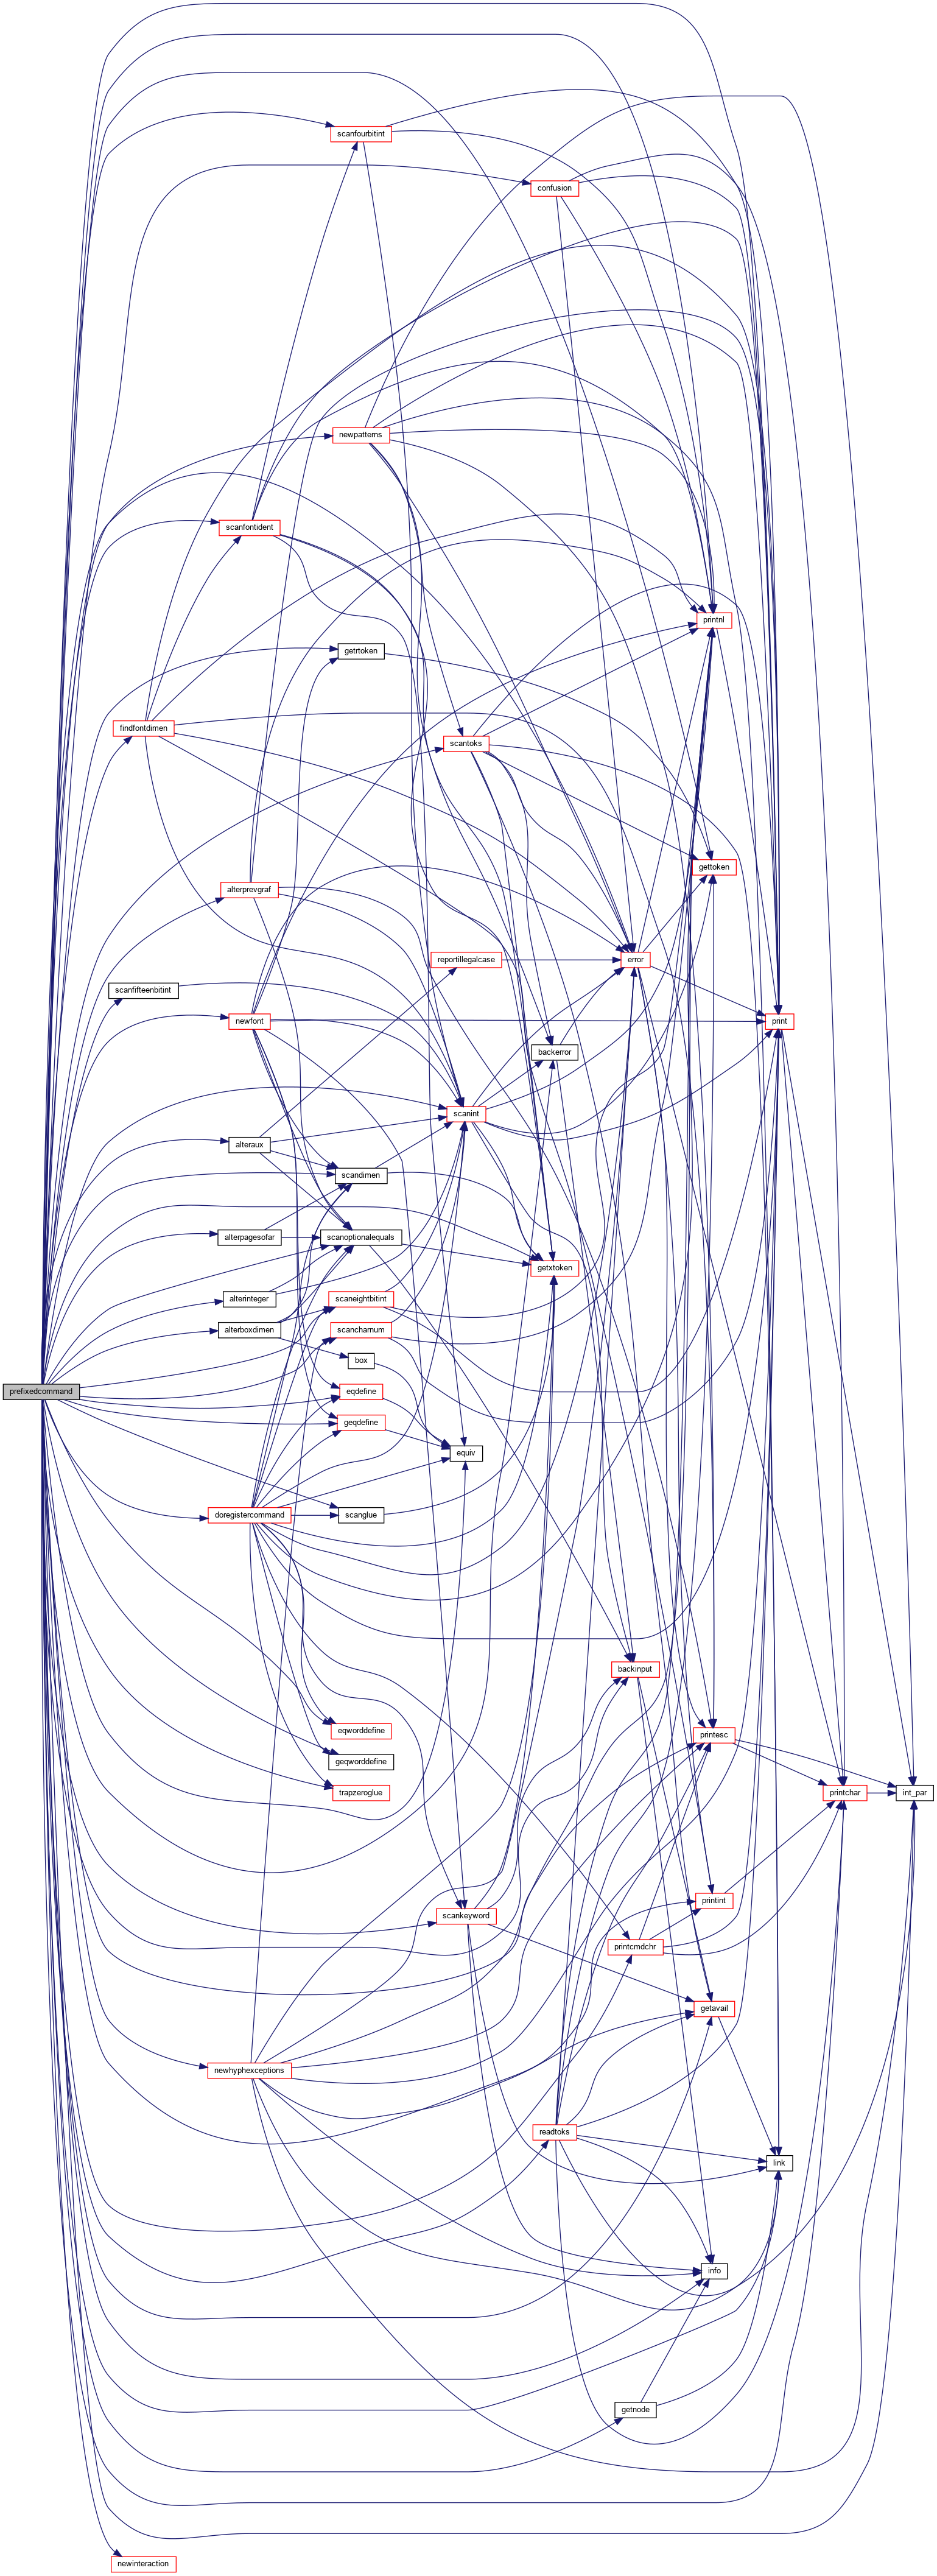 scanfourbitint
confusion
newpatterns
scanfontident
printnl
getrtoken
findfontdimen
scantoks
gettoken
alterprevgraf
reportillegalcase
error
scanfifteenbitint
newfont
print
backerror
scanint
alteraux
scandimen
alterpagesofar
scanoptionalequals
getxtoken
alterinteger
scaneightbitint
alterboxdimen
scancharnum
box
prefixedcommand
eqdefine
geqdefine
equiv
doregistercommand
scanglue
backinput
eqworddefine
printesc
geqworddefine
trapzeroglue
printchar
int_par
printint
scankeyword
printcmdchr
getavail
newhyphexceptions
readtoks
link
info
getnode
newinteraction